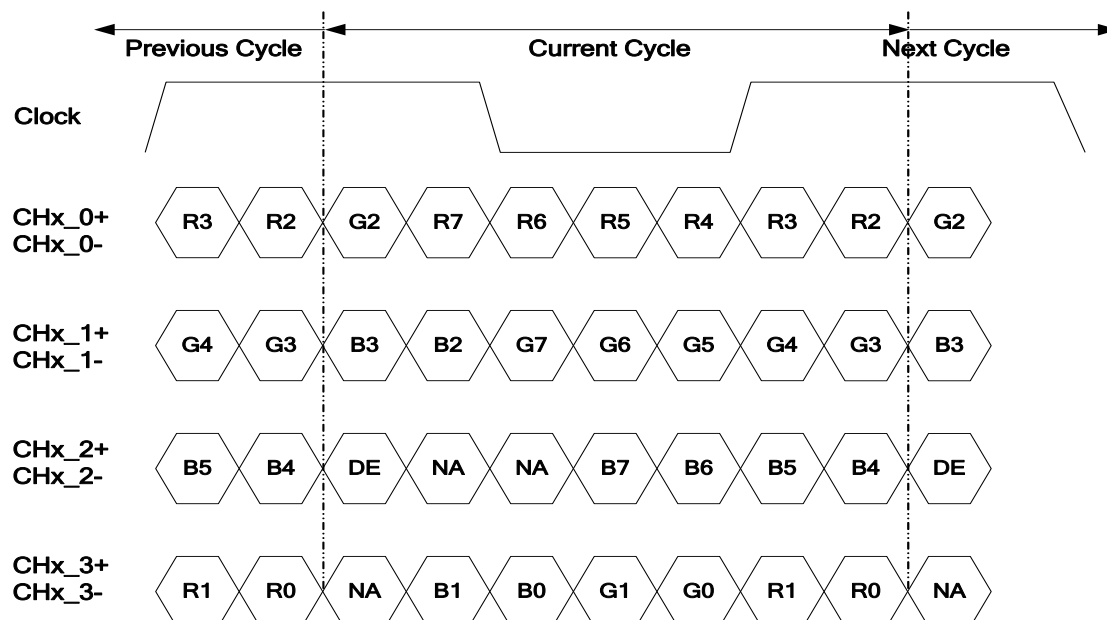 Previous Cycle Current Cycle Next Cycle
Clock
CHx_0+
CHx_0-
R3 R2 G2 R7 R6 R5 R4 R3 R2 G2
CHx_1+
CHx_1-
G4 G3 B3 B2 G7 G6 G5 G4 G3 B3
CHx_2+
CHx_2-
B5 B4 DE NA NA B7 B6 B5 B4 DE
CHx_3+
CHx_3-
R1 R0 NA B1 B0 G1 G0 R1 R0 NA